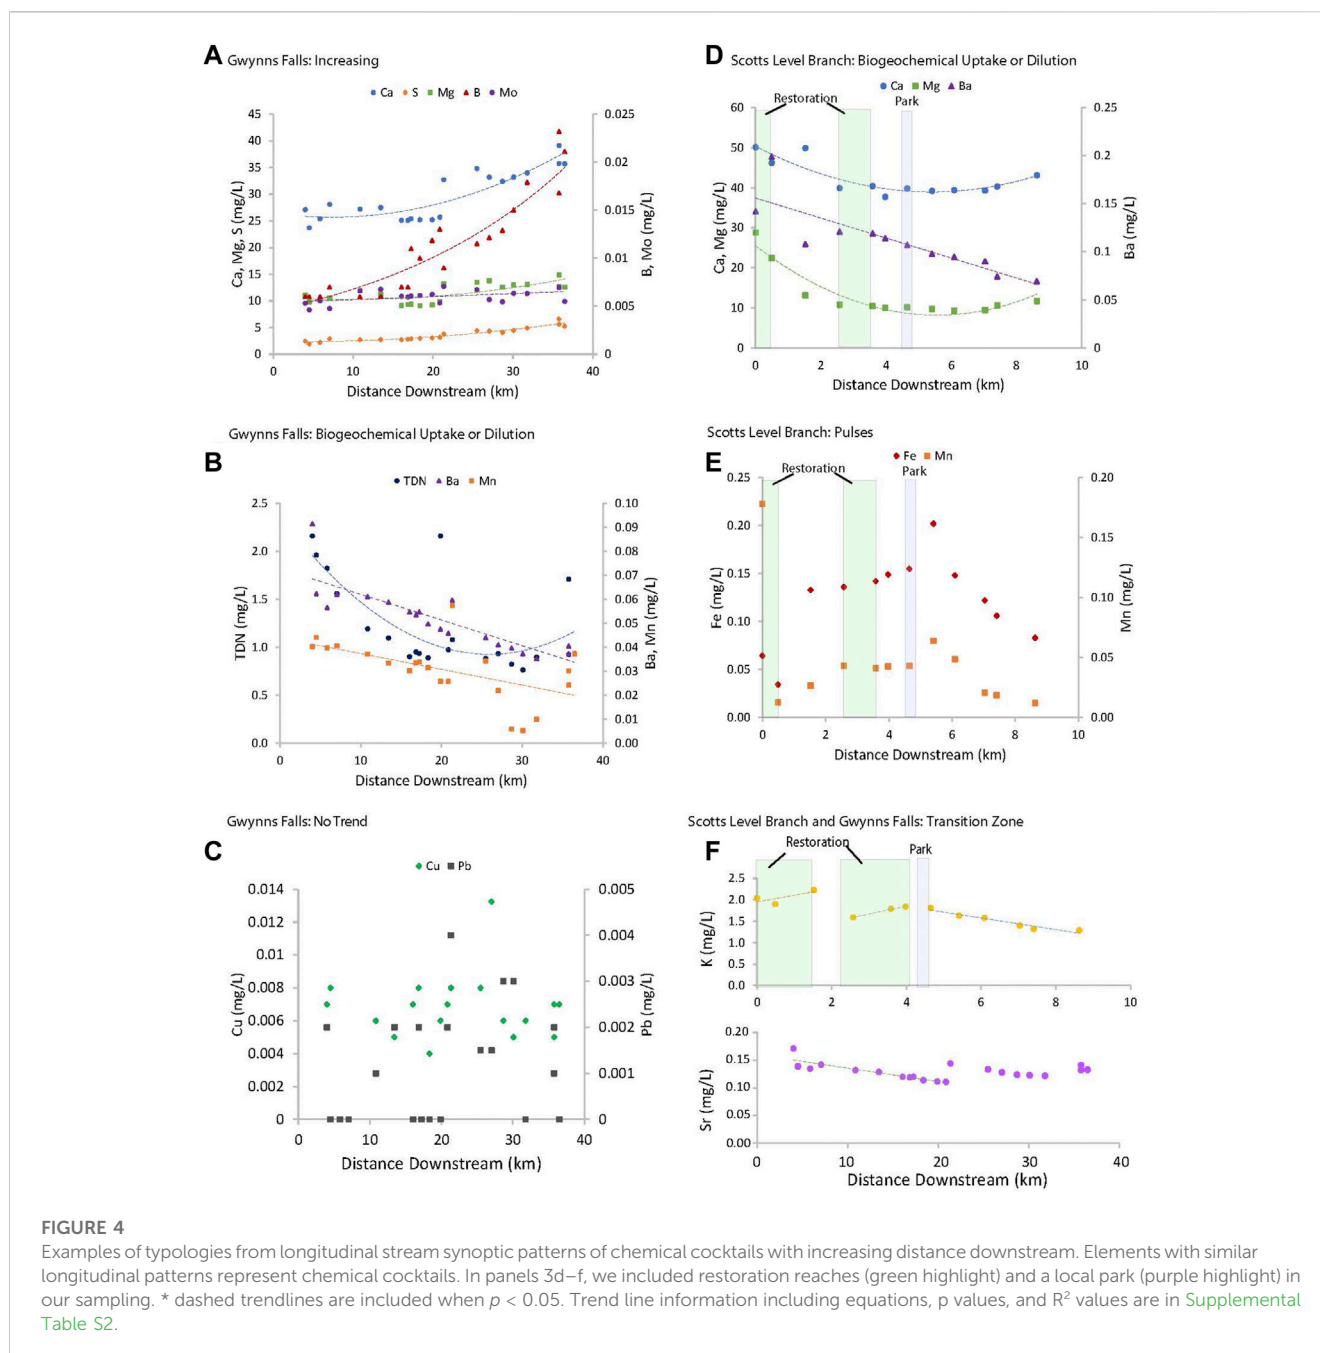 A Gwynns Falls: Increasing
Ca S Mg B Mo
45
40
35
30
25
20
15
10
5
0
Ca, Mg, S (mg/L)
0.025
0.02
0.015
0.01
0.005
0
B, Mo (mg/L)
0 10 20 30 40
Distance Downstream (km)
D Scotts Level Branch: Biogeochemical Uptake or Dilution
Ca Mg Ba
Restoration
Park
60
50
40
30
20
10
0
Ca, Mg (mg/L)
0.25
0.2
0.15
0.1
0.05
0
Ba (mg/L)
0 2 4 6 8 10
Distance Downstream (km)
Gwynns Falls: Biogeochemical Uptake or Dilution
B
TDN Ba Mn
2.5
2.0
1.5
1.0
0.5
0.0
TDN (mg/L)
0.10
0.09
0.08
0.07
0.06
0.05
0.04
0.03
0.02
0.01
0.00
Ba, Mn (mg/L)
0 10 20 30 40
Distance Downstream (km)
Scotts Level Branch: Pulses
E
Fe Mn
Restoration
Park
0.25
0.20
0.15
0.10
0.05
0.00
Fe (mg/L)
0.20
0.15
0.10
0.05
0.00
Mn (mg/L)
0 2 4 6 8 10
Distance Downstream (km)
Gwynns Falls: No Trend
C
Cu Pb
0.014
0.012
0.01
0.008
0.006
0.004
0.002
0
Cu (mg/L)
0.005
0.004
0.003
0.002
0.001
0
Pb (mg/L)
0 10 20 30 40
Distance Downstream (km)
Scotts Level Branch and Gwynns Falls: Transition Zone
F
Restoration
Park
2.5
2.0
1.5
1.0
0.5
0.0
K (mg/L)
0 2 4 6 8 10
0.20
0.15
0.10
0.05
0.00
Sr (mg/L)
0 10 20 30 40
Distance Downstream (km)
FIGURE 4
Examples of typologies from longitudinal stream synoptic patterns of chemical cocktails with increasing distance downstream. Elements with similar
longitudinal patterns represent chemical cocktails. In panels 3d–f, we included restoration reaches (green highlight) and a local park (purple highlight) in
our sampling. * dashed trendlines are included when p < 0.05. Trend line information including equations, p values, and R² values are in Supplemental
Table S2.